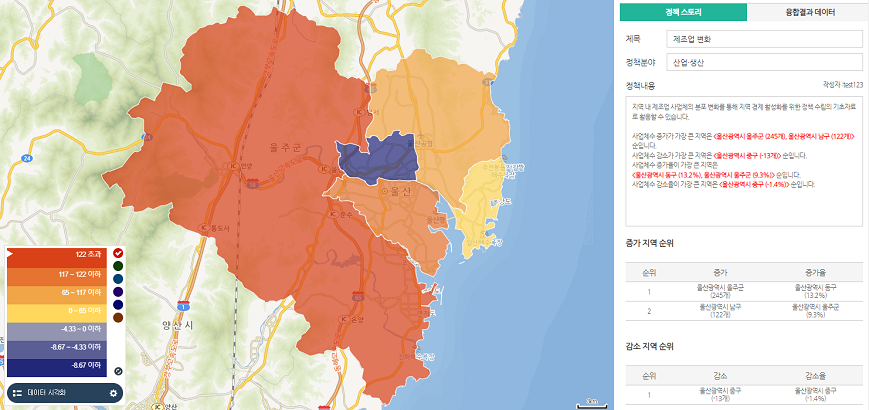 정책 스토리
융합결과 데이터
제목
제조업 변화
정책분야
산업·생산
정책내용
작성자 :test123
지역 내 제조업 사업체의 분포 변화를 통해 지역 경제 활성화를 위한 정책 수립의 기초자료
로 활용할 수 있습니다.
사업체수 증가가 가장 큰 지역은 <울산광역시 울주군 (245개), 울산광역시 남구 (122개)>
순입니다.
사업체수 감소가 가장 큰 지역은 <울산광역시 중구 (-13개)> 순입니다.
사업체수 증가율이 가장 큰 지역은
<울산광역시 동구 (13.2%), 울산광역시 울주군 (9.3%)> 순입니다.
사업체수 감소율이 가장 큰 지역은 <울산광역시 중구 (-1.4%)> 순입니다.
증가 지역 순위
순위 증가 증가율
1 울산광역시 울주군 (245개) 울산광역시 동구 (13.2%)
2 울산광역시 남구 (122개) 울산광역시 울주군 (9.3%)
감소 지역 순위
순위 감소 감소율
1 울산광역시 중구 (-13개) 울산광역시 중구 (-1.4%)
울주군
울산
언양
통도사
문수
온양
양산시
양산
24
1
122 초과
117 ~ 122 이하
65 ~ 117 이하
0 ~ 65 이하
-4.33 ~ 0 이하
-8.67 ~ -4.33 이하
-8.67 이하
데이터 시각화